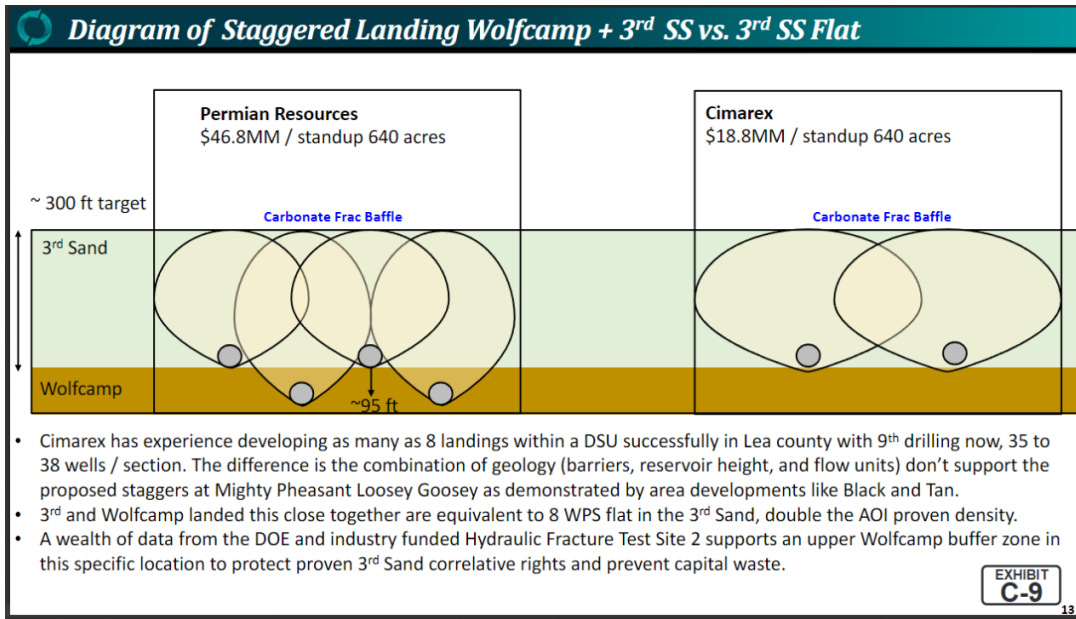 Diagram of Staggered Landing Wolfcamp + 3rd SS vs. 3rd SS Flat
Permian Resources
$46.8MM / standup 640 acres
Cimarex
$18.8MM / standup 640 acres
~ 300 ft target
Carbonate Frac Baffle
Carbonate Frac Baffle
3rd Sand
Wolfcamp
~95 ft
• Cimarex has experience developing as many as 8 landings within a DSU successfully in Lea county with 9th drilling now, 35 to
38 wells / section. The difference is the combination of geology (barriers, reservoir height, and flow units) don’t support the
proposed staggers at Mighty Pheasant Loosey Goosey as demonstrated by area developments like Black and Tan.
• 3rd and Wolfcamp landed this close together are equivalent to 8 WPS flat in the 3rd Sand, double the AOI proven density.
• A wealth of data from the DOE and industry funded Hydraulic Fracture Test Site 2 supports an upper Wolfcamp buffer zone in
this specific location to protect proven 3rd Sand correlative rights and prevent capital waste.
EXHIBIT
C-9
13